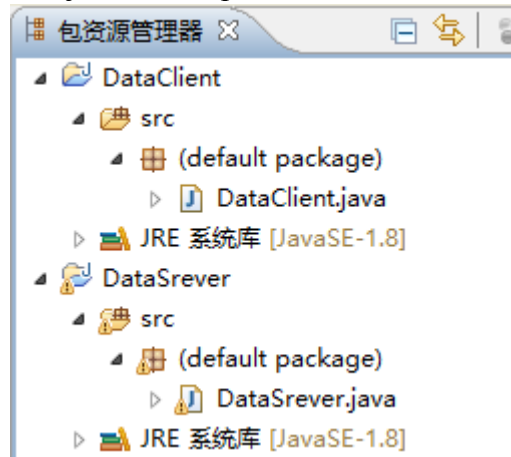 包资源管理器
DataClient
src
(default package)
DataClient.java
JRE 系统库 [JavaSE-1.8]
DataSrever
src
(default package)
DataSrever.java
JRE 系统库 [JavaSE-1.8]